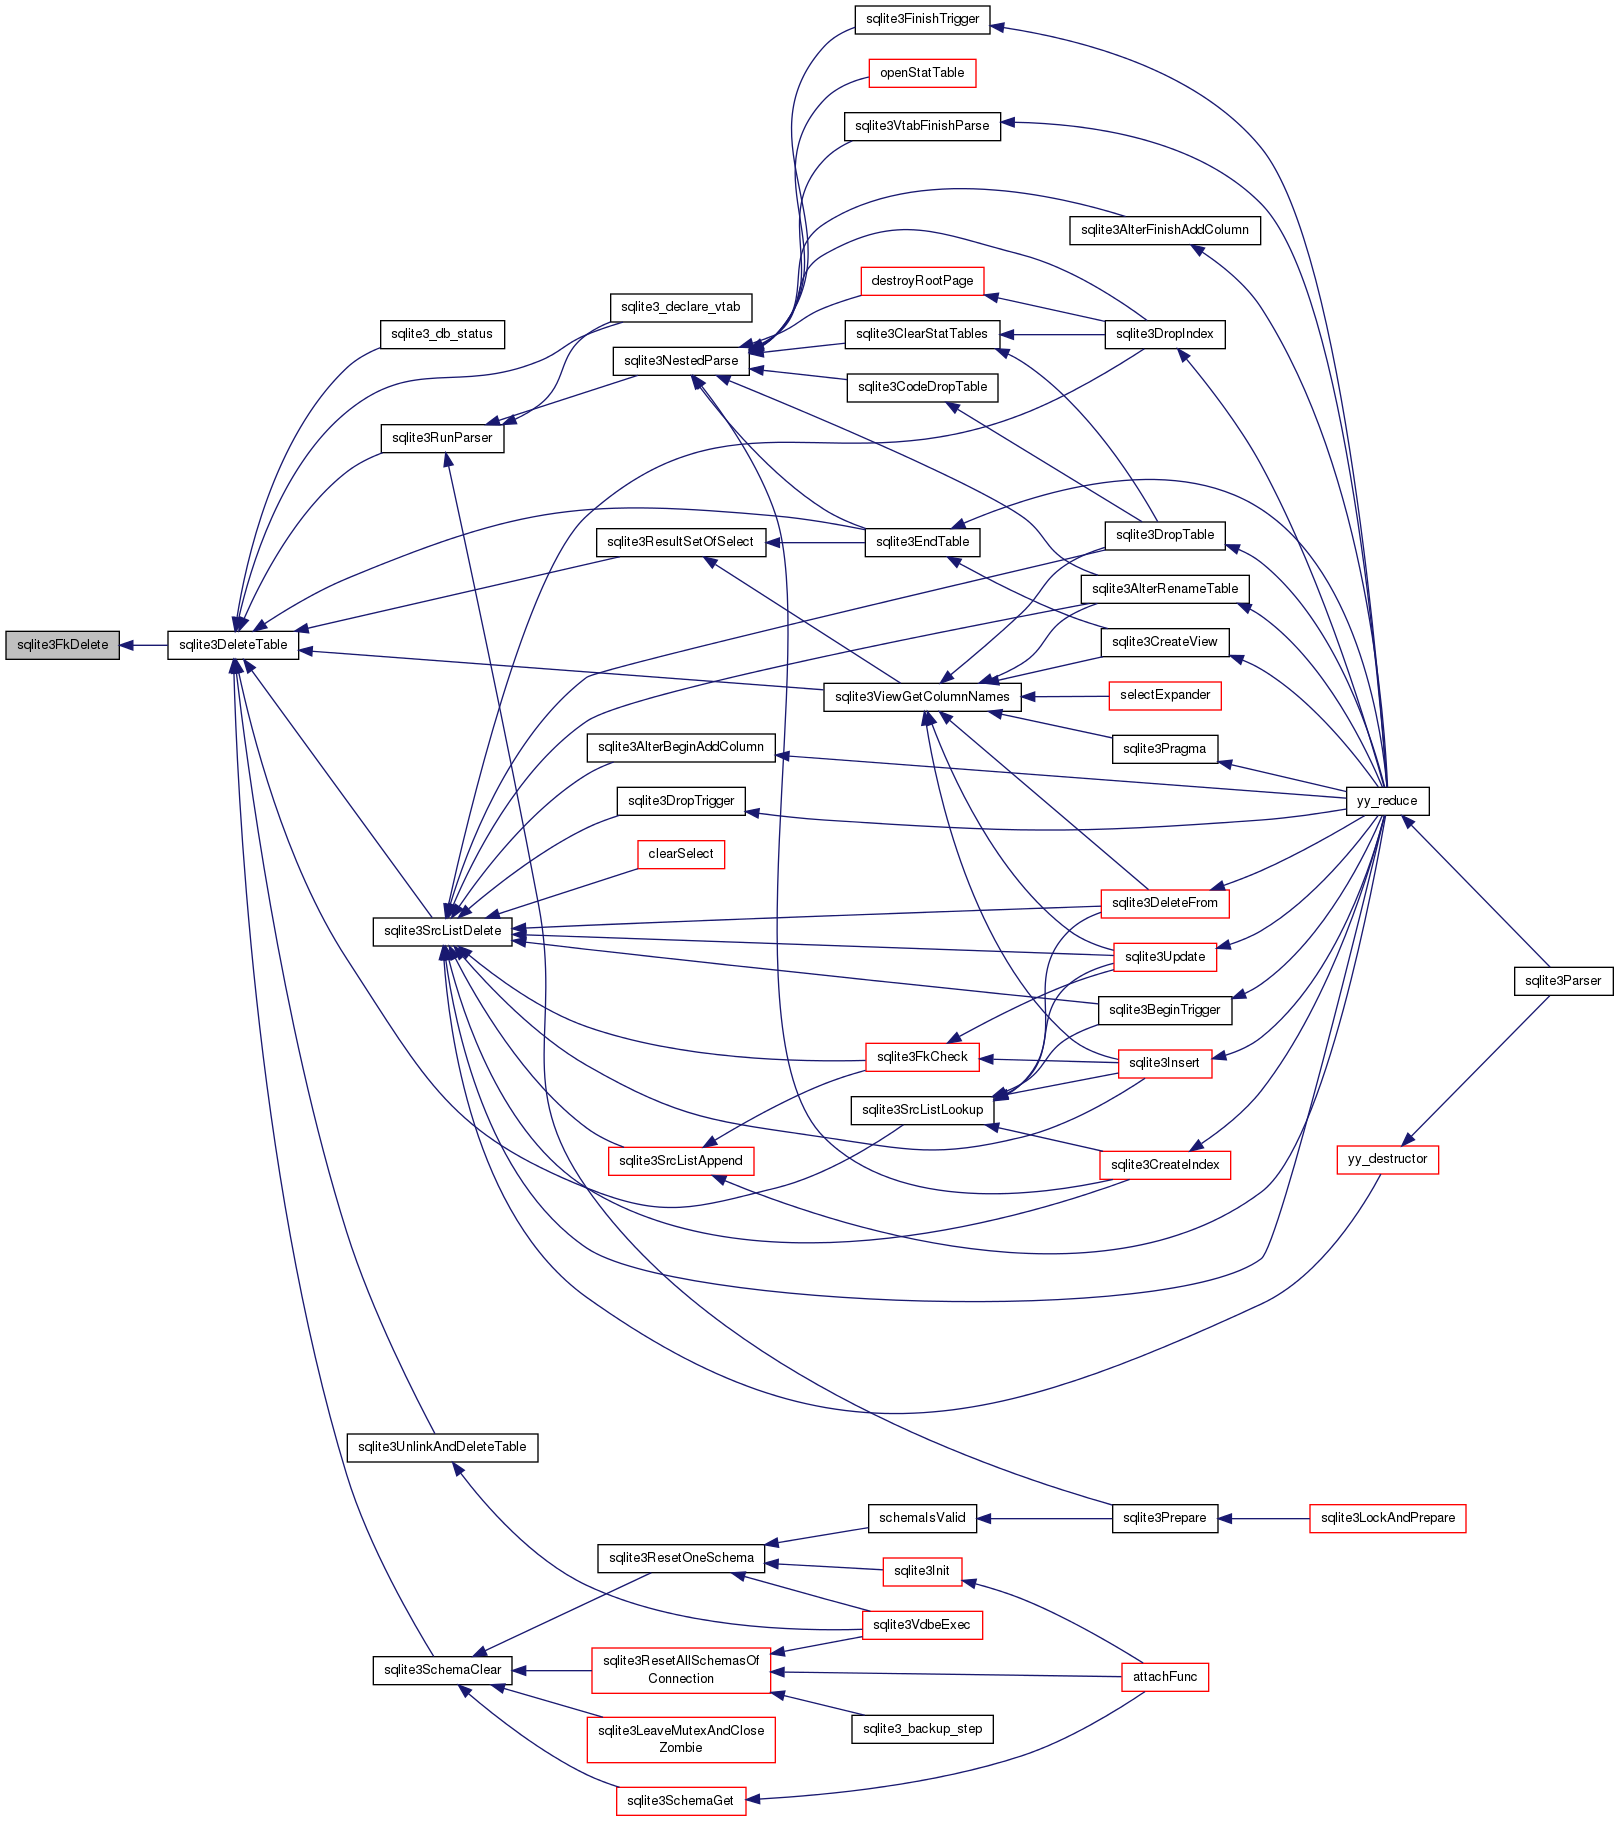 sqlite3FinishTrigger
openStatTable
sqlite3VtabFinishParse
sqlite3AlterFinishAddColumn
destroyRootPage
sqlite3_declare_vtab
sqlite3_db_status
sqlite3ClearStatTables
sqlite3DropIndex
sqlite3NestedParse
sqlite3CodeDropTable
sqlite3RunParser
sqlite3ResultSetOfSelect
sqlite3EndTable
sqlite3DropTable
sqlite3AlterRenameTable
sqlite3FkDelete
sqlite3DeleteTable
sqlite3CreateView
sqlite3ViewGetColumnNames
selectExpander
sqlite3AlterBeginAddColumn
sqlite3Pragma
sqlite3DropTrigger
yy_reduce
clearSelect
sqlite3DeleteFrom
sqlite3SrcListDelete
sqlite3Update
sqlite3Parser
sqlite3BeginTrigger
sqlite3FkCheck
sqlite3Insert
sqlite3SrcListLookup
sqlite3SrcListAppend
sqlite3CreateIndex
yy_destructor
sqlite3UnlinkAndDeleteTable
schemaIsValid
sqlite3Prepare
sqlite3LockAndPrepare
sqlite3ResetOneSchema
sqlite3Init
sqlite3VdbeExec
sqlite3SchemaClear
sqlite3ResetAllSchemasOf
Connection
attachFunc
sqlite3_backup_step
sqlite3LeaveMutexAndClose
Zombie
sqlite3SchemaGet